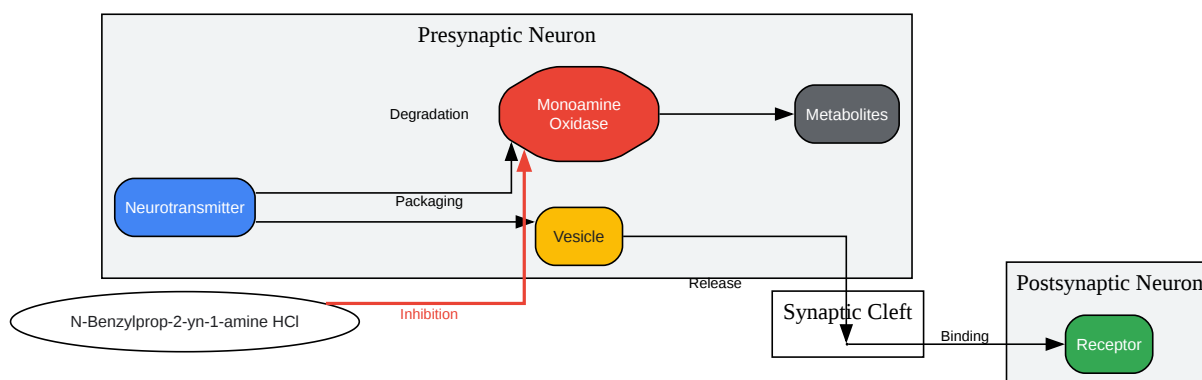 Presynaptic Neuron
Degradation
Monoamine
Oxidase
Metabolites
Neurotransmitter
Packaging
Vesicle
Release
N-Benzylprop-2-yn-1-amine HCl
Inhibition
Synaptic Cleft
Binding
Postsynaptic Neuron
Receptor